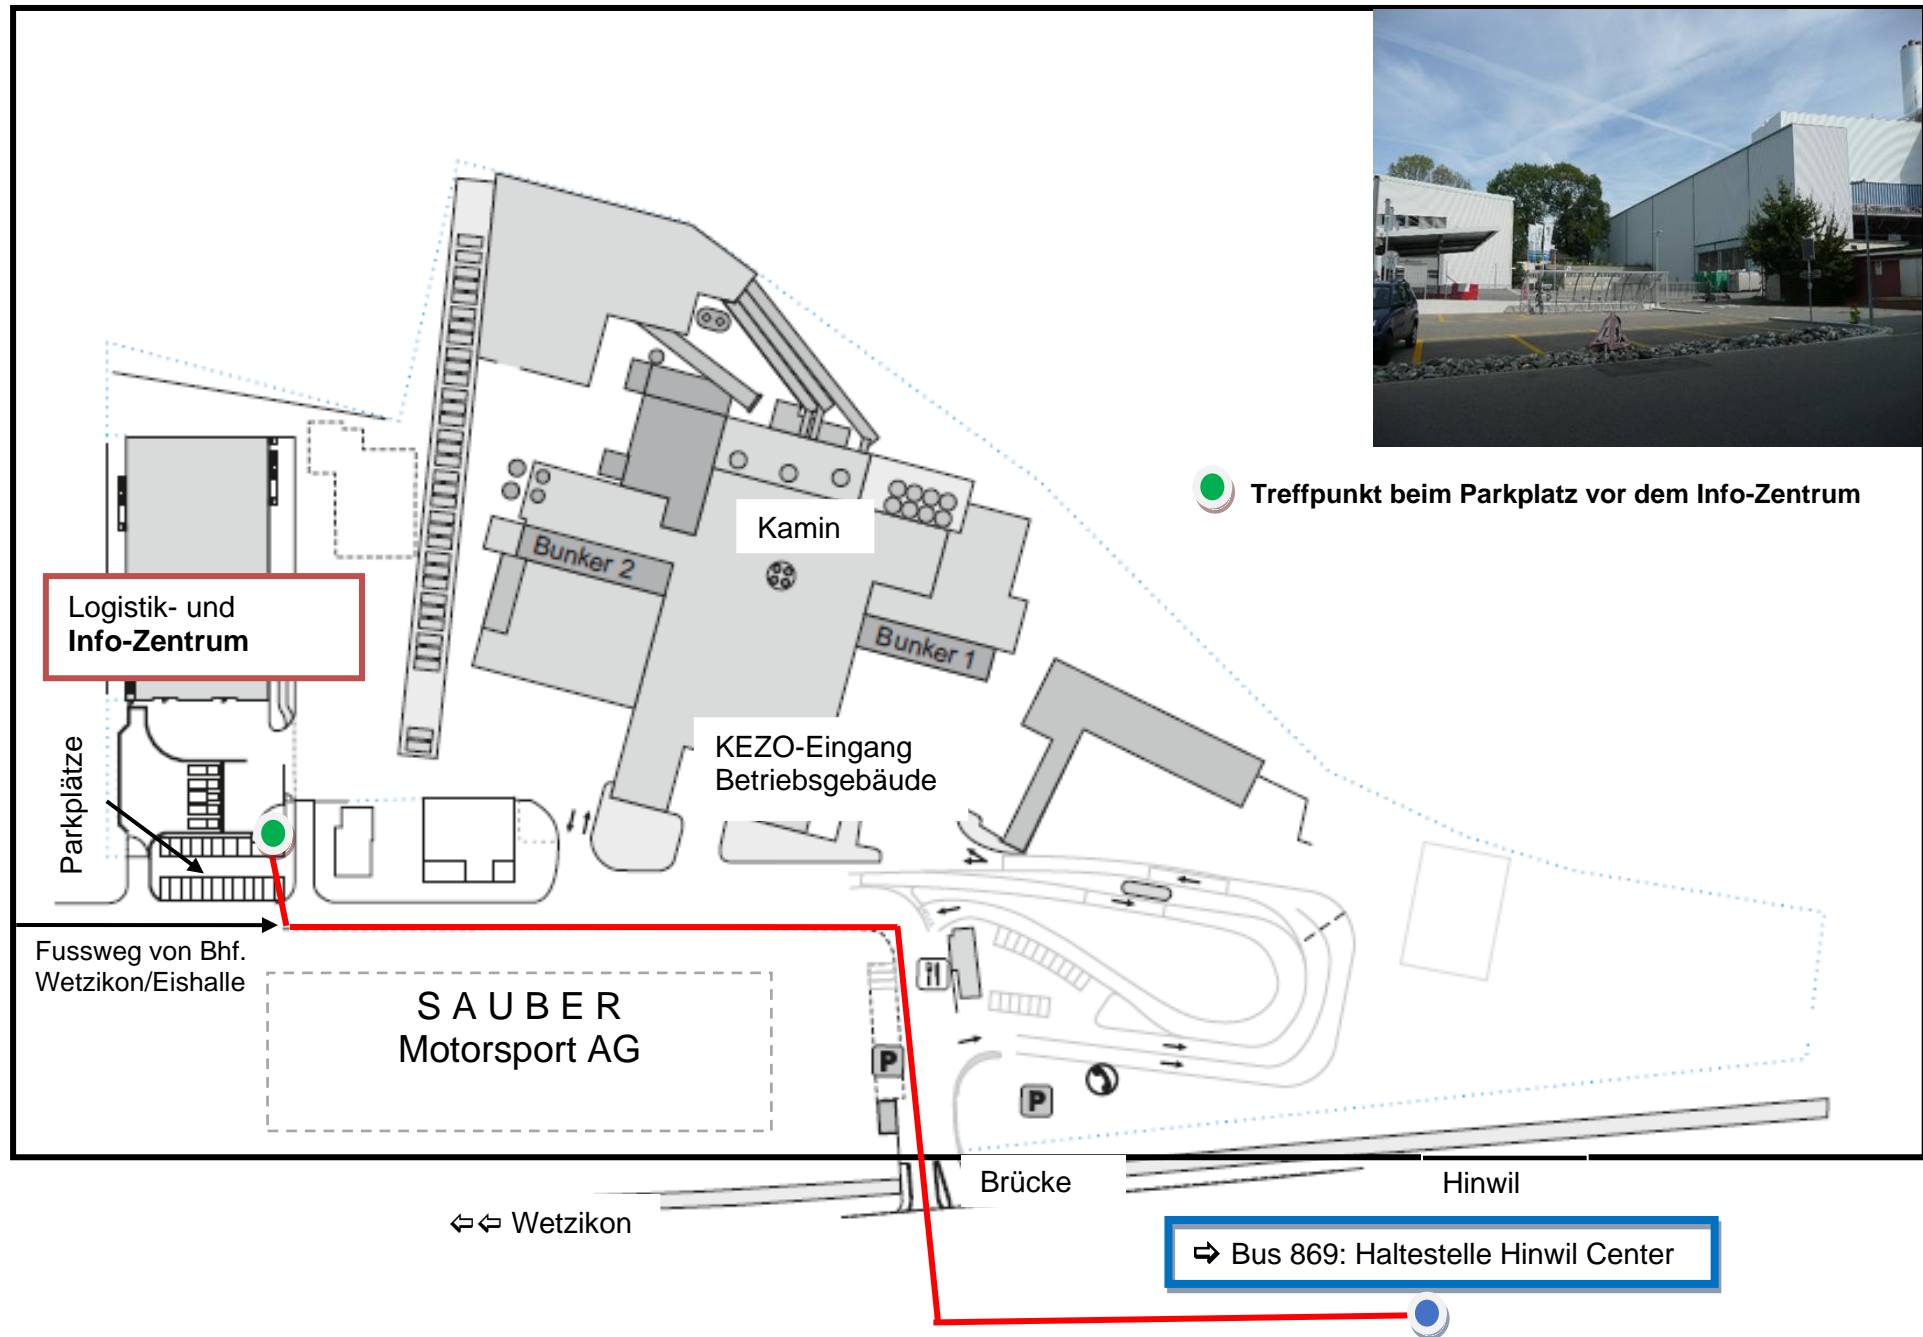 Treffpunkt beim Parkplatz vor dem Info-Zentrum
Kamin
Bunker 2
Bunker 1
Logistik- und
Info-Zentrum
KEZO-Eingang
Betriebsgebäude
Parkplätze
Fussweg von Bhf.
Wetzikon/Eishalle
S A U B E R
Motorsport AG
P
P
Brücke
Hinwil
⇦⇦ Wetzikon
⇨ Bus 869: Haltestelle Hinwil Center